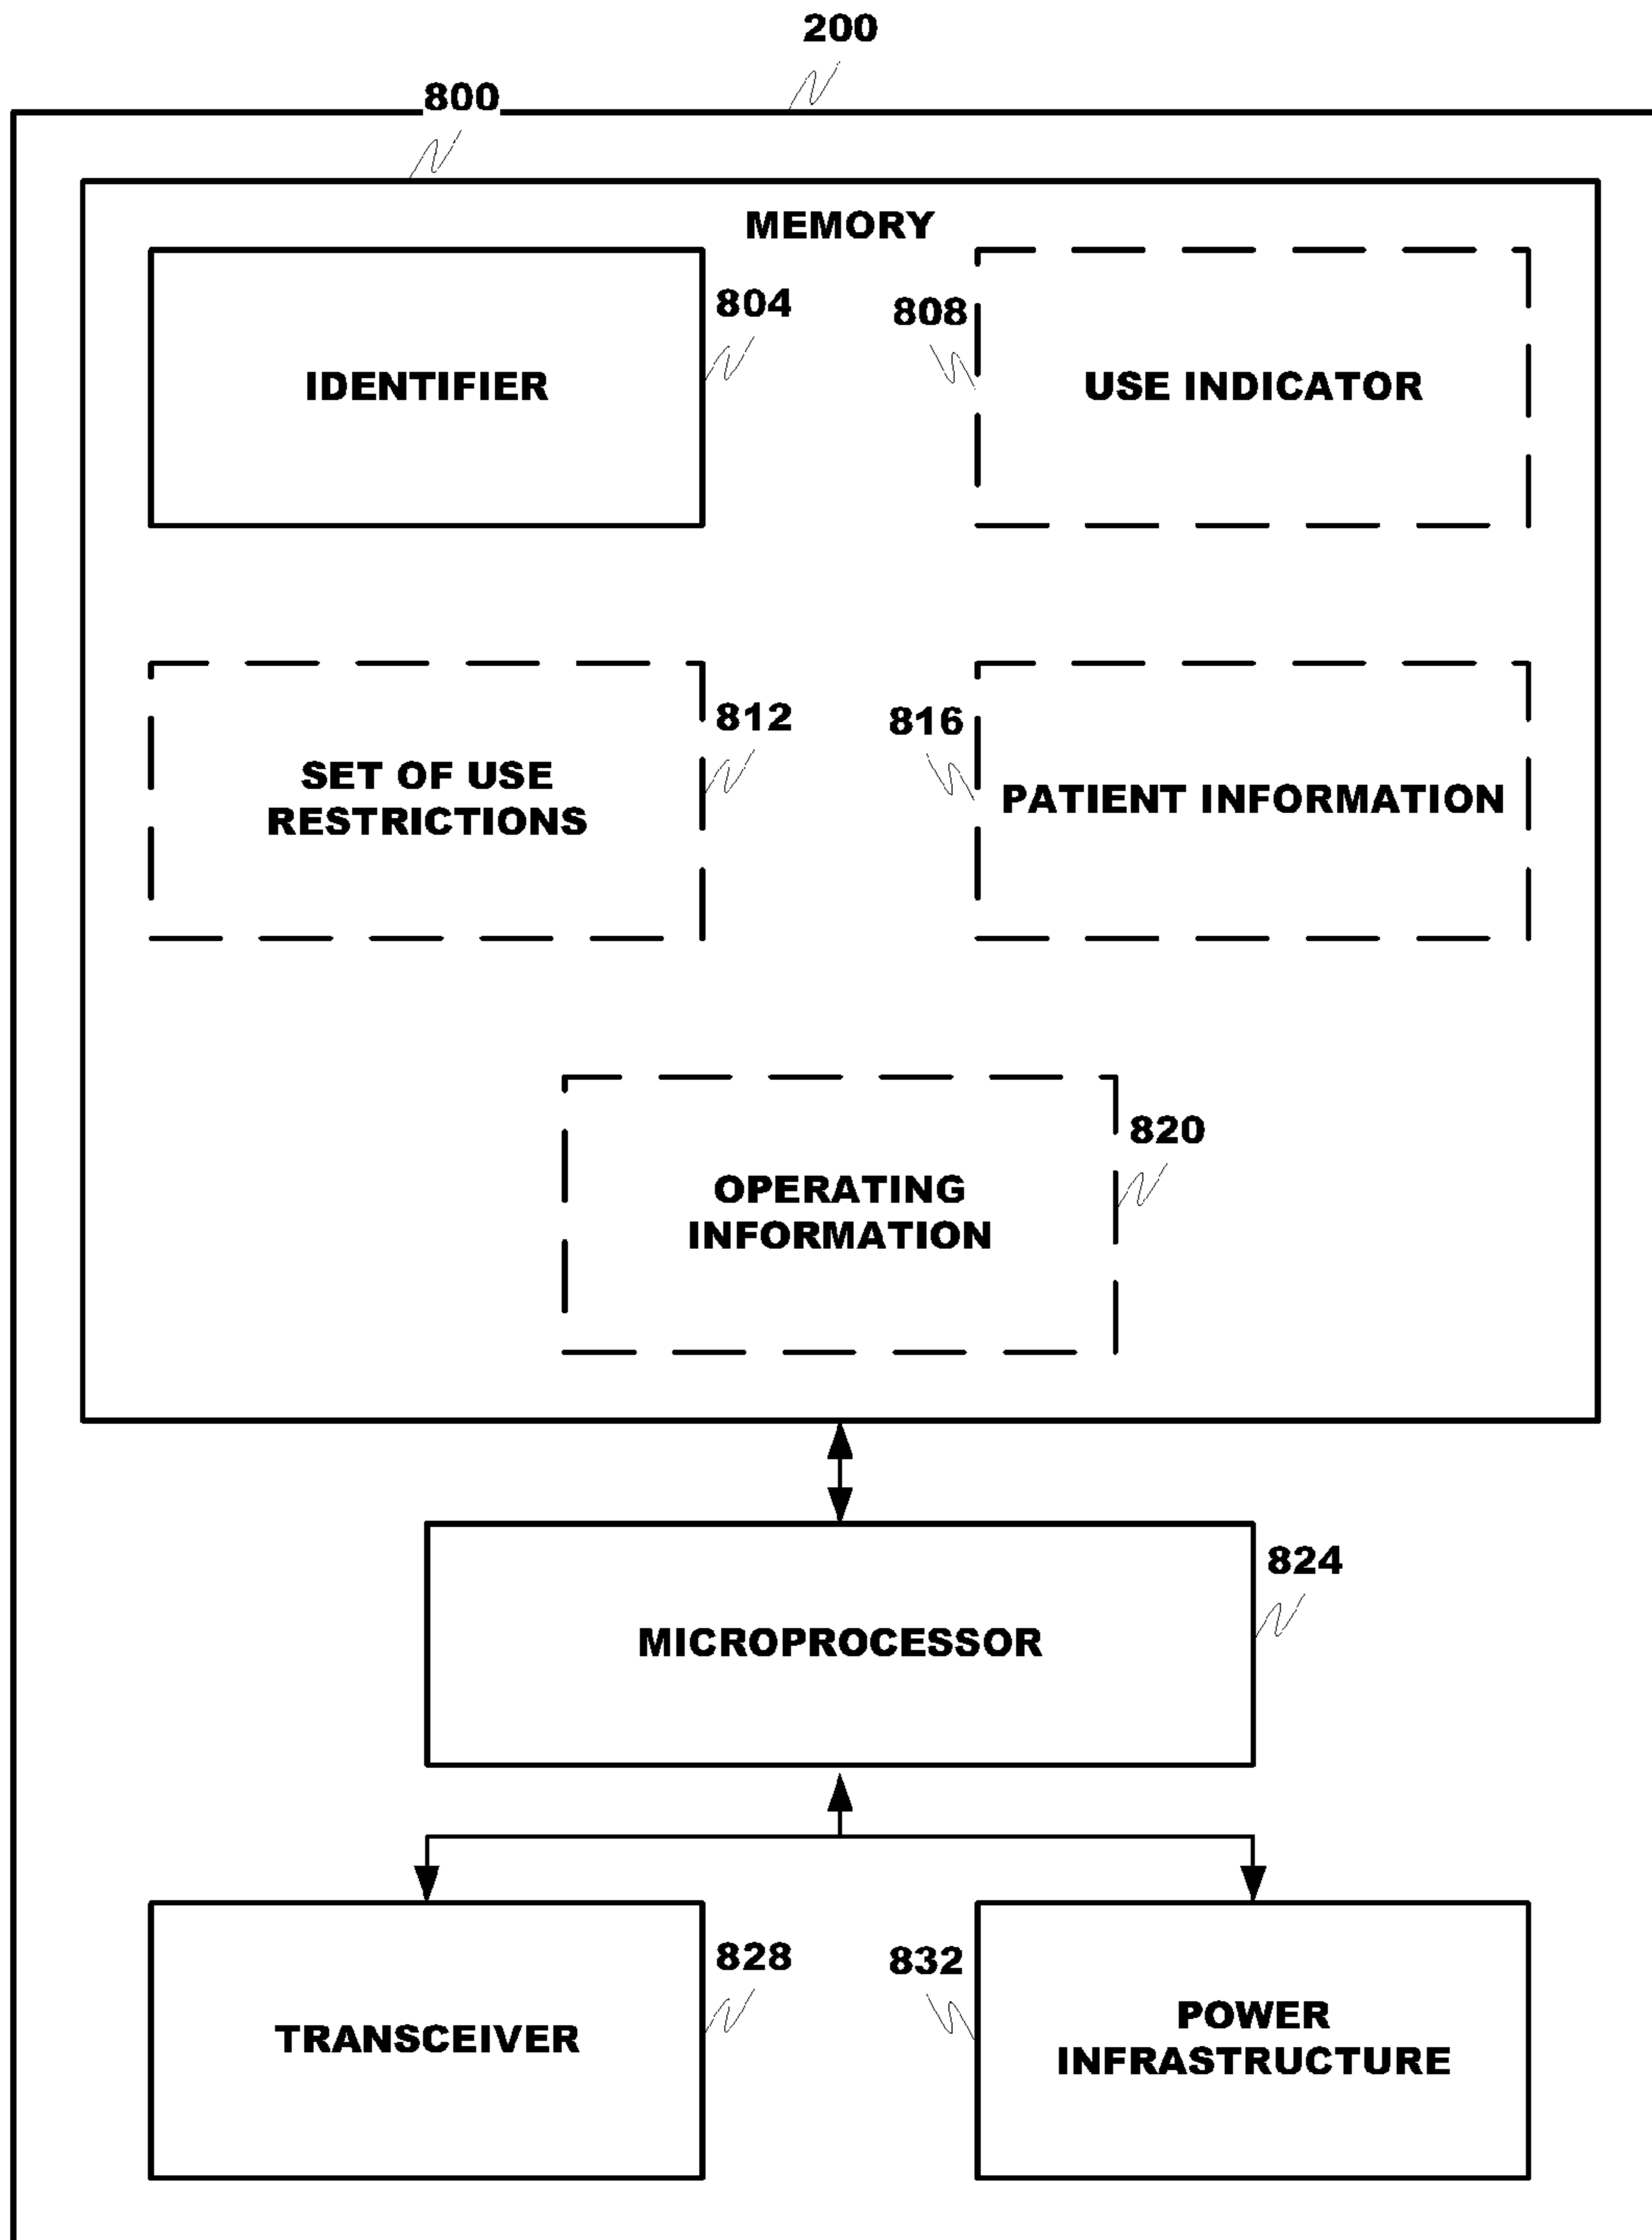 200
800
MEMORY
IDENTIFIER
804
808
USE INDICATOR
SET OF USE
RESTRICTIONS
812
816
PATIENT INFORMATION
OPERATING
INFORMATION
820
MICROPROCESSOR
824
TRANSCEIVER
828
832
POWER
INFRASTRUCTURE